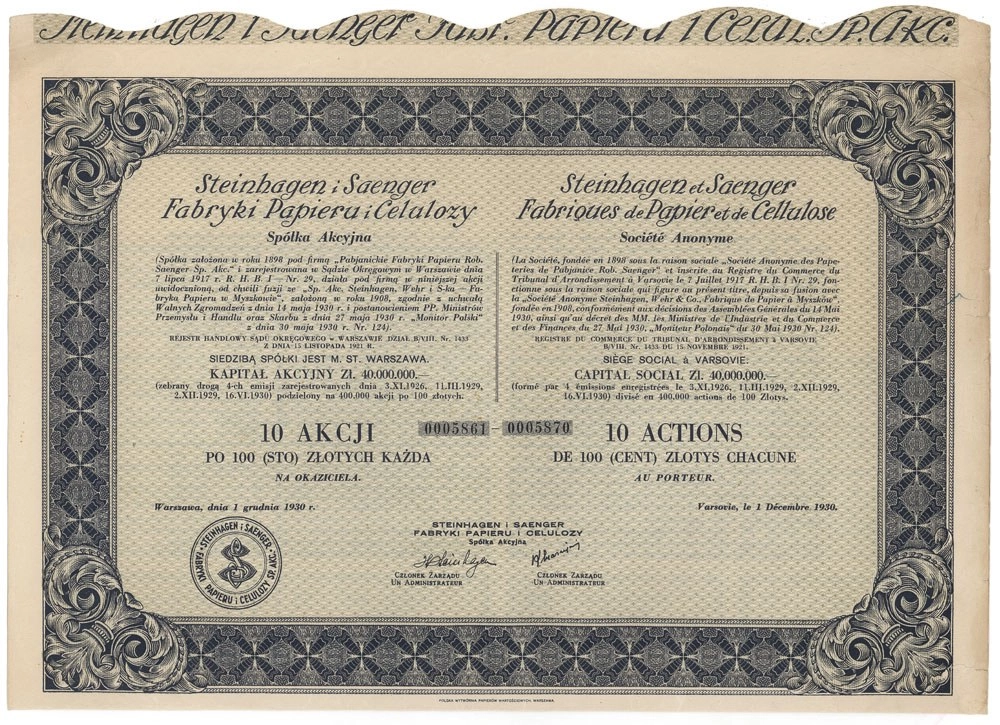 Steinhagen i Saenger Fabr. Papieru i Celul. Sp. Akc.
Steinhagen i Saenger
Fabryki Papieru i Celulozy
Spółka Akcyjna
(Spółka założona w roku 1898 pod firmą „Pabjanickie Fabryki Papieru Rob.
Saenger Sp. Akc." i zarejestrowana w Sądzie Okręgowym w Warszawie dnia
7 lipca 1917 r. R. H. B. I — Nr. 29, działa pod firmą w niniejszej akcji
uwidocznioną, od chwili fuzji ze „Sp. Akc. Steinhagen, Wehr i S-ka — Fa-
bryka Papieru w Myszkowie", założoną w roku 1908, zgodnie z uchwałą
Walnych Zgromadzeń z dnia 14 maja 1930 r. i postanowieniem PP. Ministrów
Przemysłu i Handlu oraz Skarbu z dnia 27 maja 1930 r. „Monitor Polski"
z dnia 30 maja 1930 r. Nr. 124).
REJESTR HANDLOWY SĄDU OKRĘGOWEGO w WARSZAWIE DZIAŁ B/VIII. Nr. 1433
Z DNIA 15 LISTOPADA 1921 R.
SIEDZIBĄ SPÓŁKI JEST M. ST. WARSZAWA.
KAPITAŁ AKCYJNY ZŁ. 40.000.000.—
(zebrany drogą 4-ch emisji zarejestrowanych dnia 3.XI.1926, 11.III.1929,
2.XII.1929, 16.VI.1930) podzielony na 400.000 akcji po 100 złotych.
10 AKCJI
PO 100 (STO) ZŁOTYCH KAŻDA
NA OKAZICIELA.
Warszawa, dnia 1 grudnia 1930 r.
Steinhagen et Saenger
Fabriques de Papier et de Cellulose
Société Anonyme
(La Société, fondée en 1898 sous la raison sociale „Société Anonyme des Pape-
teries de Pabjanice Rob. Saenger" et inscrite au Registre du Commerce du
Tribunal d'Arrondissement à Varsovie le 7 Juillet 1917 R.H.B. I Nr. 29, fonc-
tionne sous la raison sociale qui figure au présent titre, depuis sa fusion avec
la „Société Anonyme Steinhagen, Wehr & Co., Fabrique de Papier à Myszków",
fondée en 1908, conformément aux décisions des Assemblées Générales du 14 Mai
1930, ainsi qu'au décret des MM. les Ministres de l'Industrie et du Commerce
et des Finances du 27 Mai 1930, „Moniteur Polonais" du 30 Mai 1930 Nr. 124).
REGISTRE DU COMMERCE DU TRIBUNAL D'ARRONDISSEMENT à VARSOVIE
B/VIII. Nr. 1433 DU 15 NOVEMBRE 1921.
SIÈGE SOCIAL à VARSOVIE.
CAPITAL SOCIAL ZŁ. 40.000.000.—
(formé par 4 émissions enregistrées le 3.XI.1926, 11.III.1929, 2.XII.1929,
16.VI.1930) divisé en 400.000 actions de 100 Zlotys.
0005861 – 0005870
10 ACTIONS
DE 100 (CENT) ZLOTYS CHACUNE
AU PORTEUR.
Varsovie, le 1 Décembre 1930.
STEINHAGEN i SAENGER
FABRYKI PAPIERU i CELULOZY
Spółka Akcyjna
CZŁONEK ZARZĄDU
UN ADMINISTRATEUR
CZŁONEK ZARZĄDU
UN ADMINISTRATEUR
STEINHAGEN i SAENGER
FABRYKI PAPIERU i CELULOZY SP. AKC.
POLSKA WYTWÓRNIA PAPIERÓW WARTOŚCIOWYCH, WARSZAWA